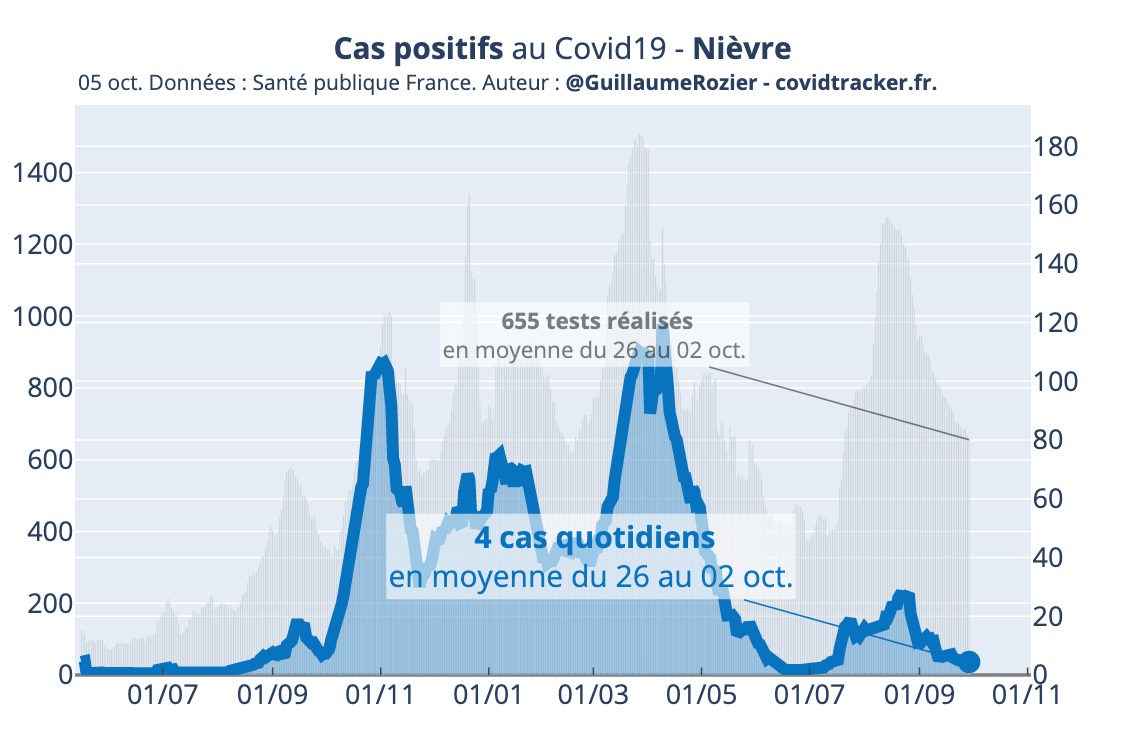 Cas positifs au Covid19 - Nièvre
05 oct. Données : Santé publique France. Auteur : @GuillaumeRozier - covidtracker.fr.
1400
1200
1000
800
600
400
200
0
180
160
140
120
100
80
60
40
20
0
655 tests réalisés
en moyenne du 26 au 02 oct.
4 cas quotidiens
en moyenne du 26 au 02 oct.
01/07 01/09 01/11 01/01 01/03 01/05 01/07 01/09 01/11